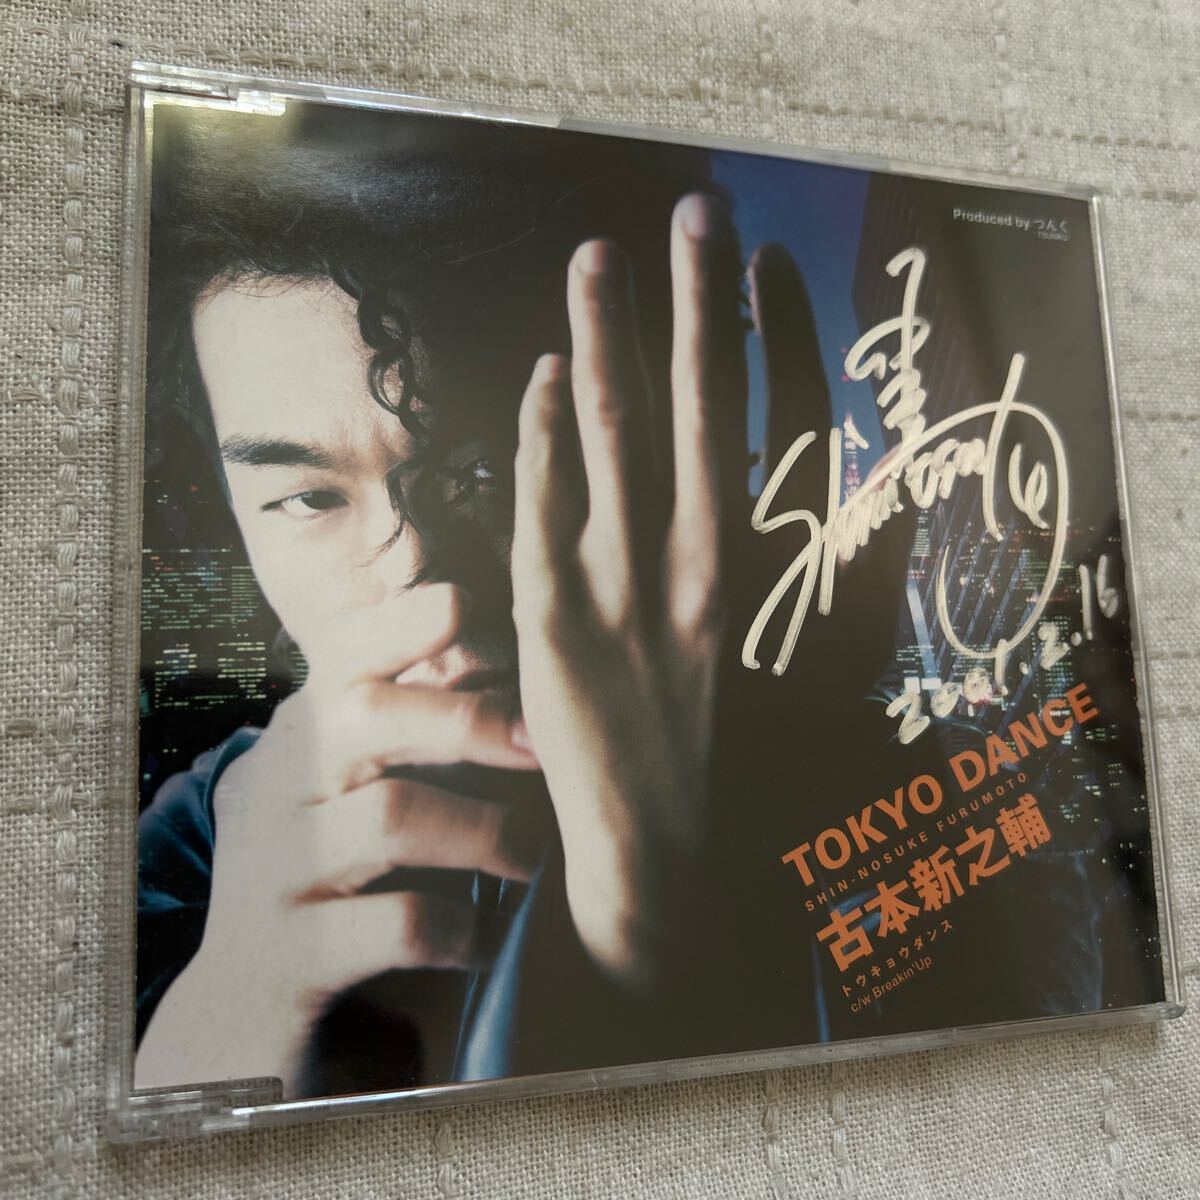 Produced by つんく
TSUNKU
2001.2.16
TOKYO DANCE
SHIN-NOSUKE FURUMOTO
古本新之輔
トウキョウダンス
c/w Breakin' Up